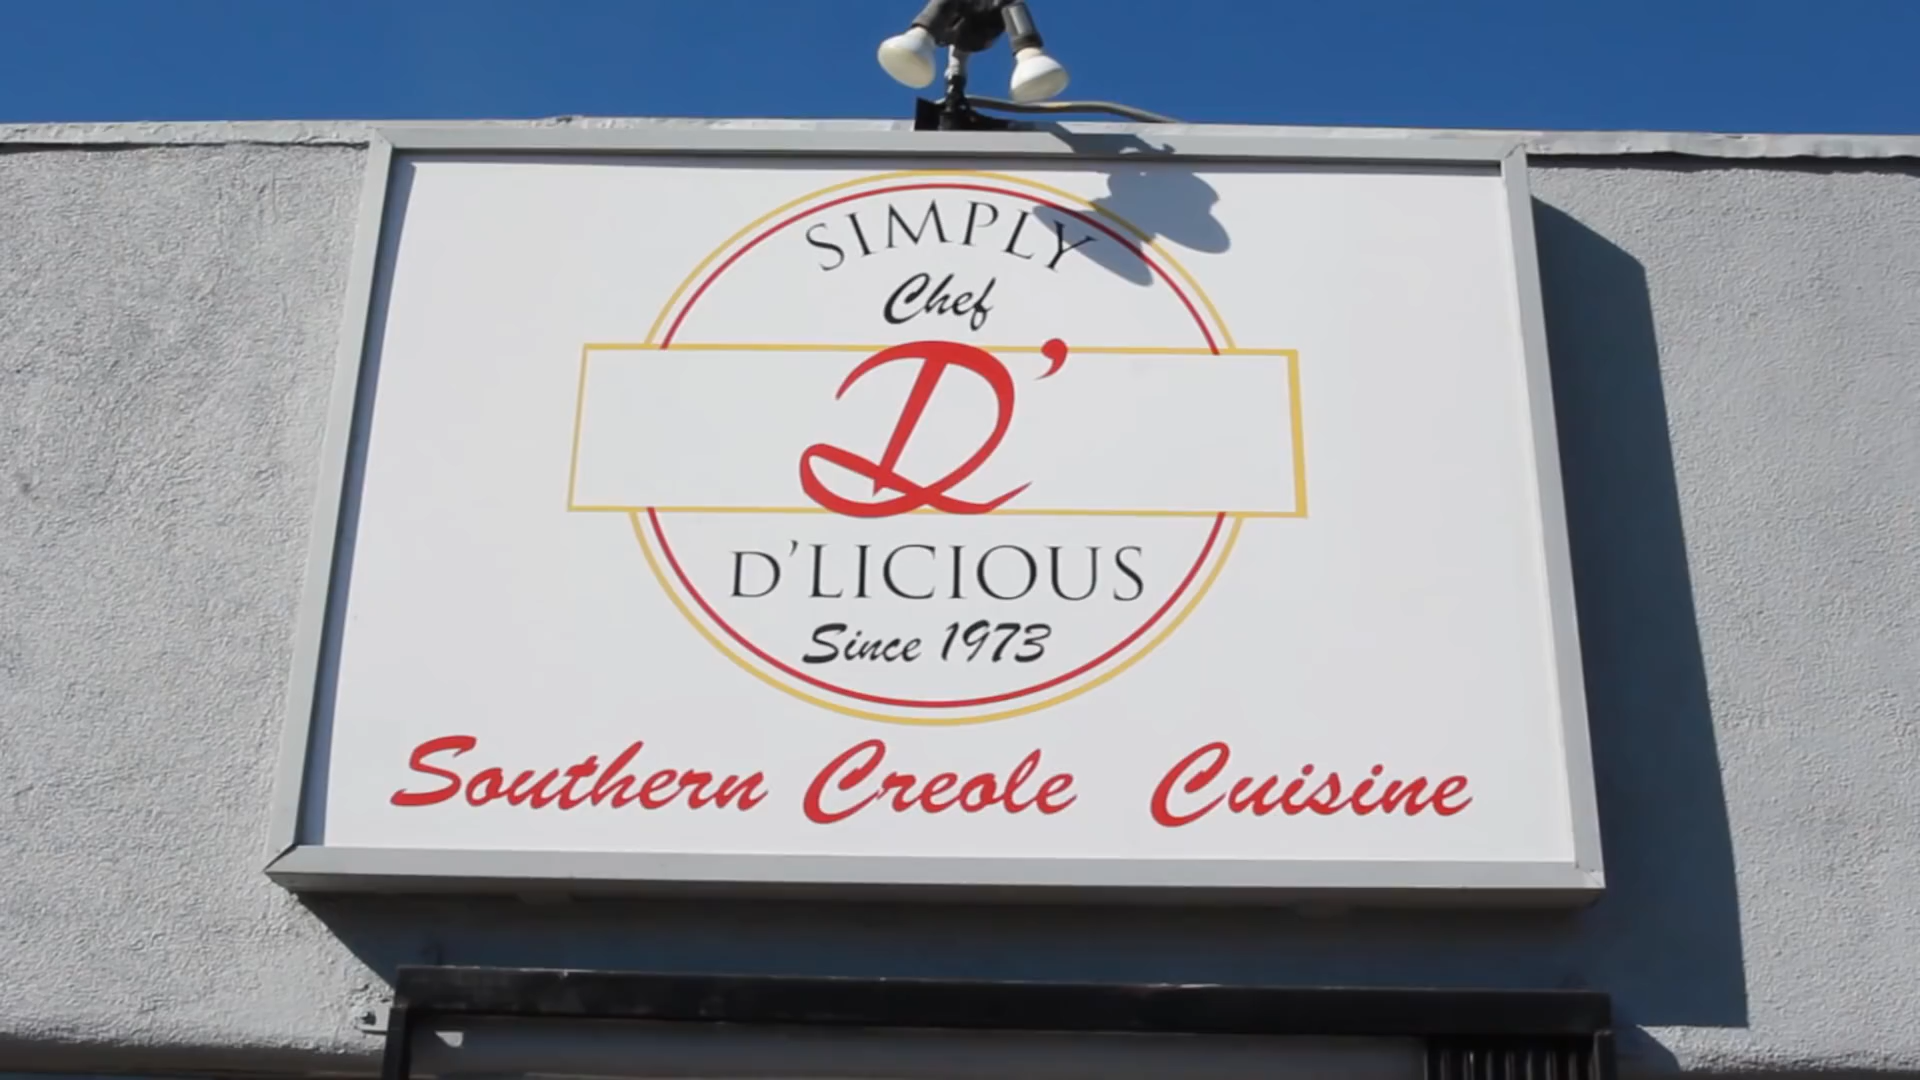 SIMPLY
Chef
D'
D'LICIOUS
Since 1973
Southern Creole Cuisine